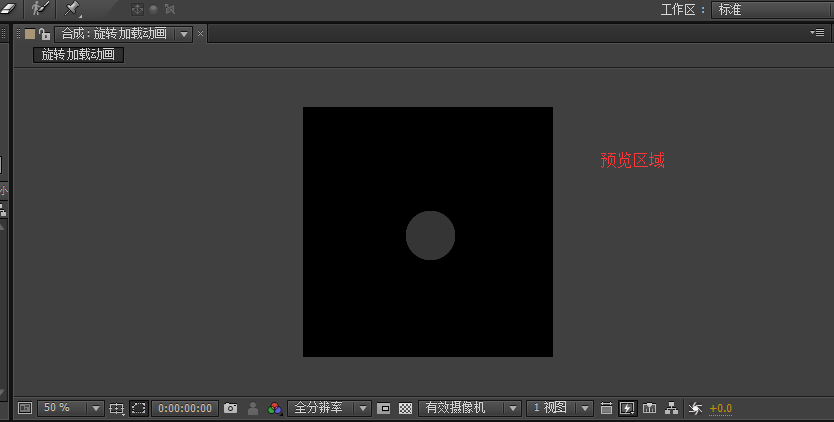 工作区： 标准
合成：旋转加载动画
旋转加载动画
预览区域
小
50 % 0:00:00:00 全分辨率 有效摄像机 1 视图 +0.0